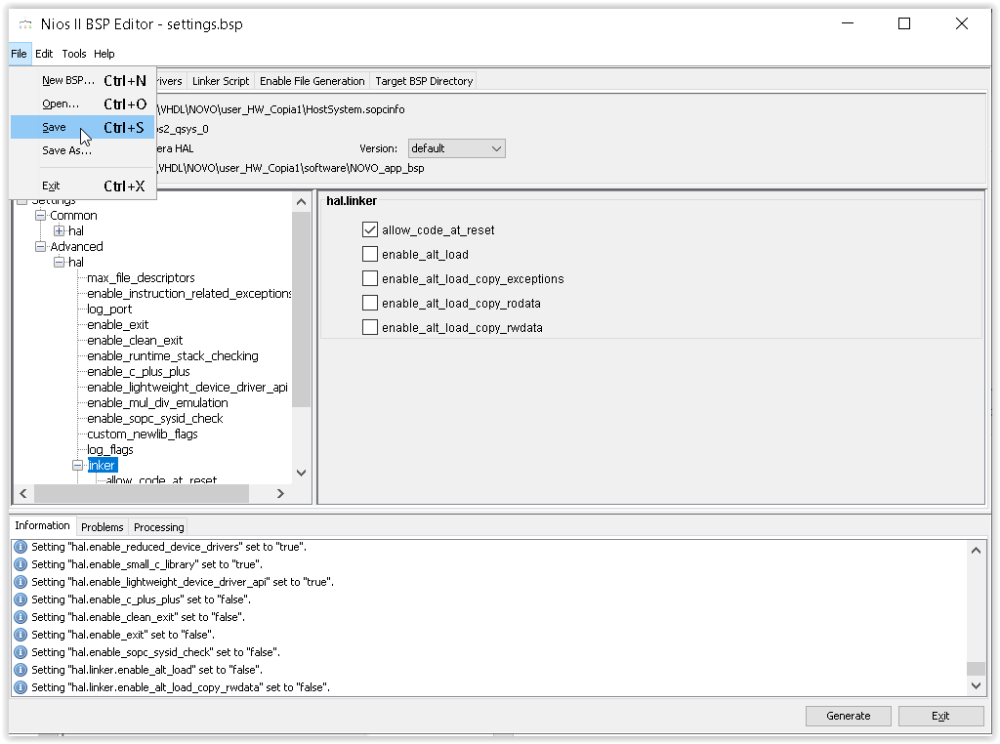 Nios II BSP Editor - settings.bsp
File Edit Tools Help
New BSP... Ctrl+N
Open... Ctrl+O
Save Ctrl+S
Save As...
Exit Ctrl+X
Linker Script Enable File Generation Target BSP Directory
\VHDL\NOVO\user_HW_Copia1\HostSystem.sopcinfo
s2_qsys_0
era HAL Version: default
VHDL\NOVO\user_HW_Copia1\software\NOVO_app_bsp
Settings
Common
hal
Advanced
hal
max_file_descriptors
enable_instruction_related_exceptions
log_port
enable_exit
enable_clean_exit
enable_runtime_stack_checking
enable_c_plus_plus
enable_lightweight_device_driver_api
enable_mul_div_emulation
enable_sopc_sysid_check
custom_newlib_flags
log_flags
linker
allow_code_at_reset
hal.linker
allow_code_at_reset
enable_alt_load
enable_alt_load_copy_exceptions
enable_alt_load_copy_rodata
enable_alt_load_copy_rwdata
Information Problems Processing
Setting "hal.enable_reduced_device_drivers" set to "true".
Setting "hal.enable_small_c_library" set to "true".
Setting "hal.enable_lightweight_device_driver_api" set to "true".
Setting "hal.enable_c_plus_plus" set to "false".
Setting "hal.enable_clean_exit" set to "false".
Setting "hal.enable_exit" set to "false".
Setting "hal.enable_sopc_sysid_check" set to "false".
Setting "hal.linker.enable_alt_load" set to "false".
Setting "hal.linker.enable_alt_load_copy_rwdata" set to "false".
Generate Exit